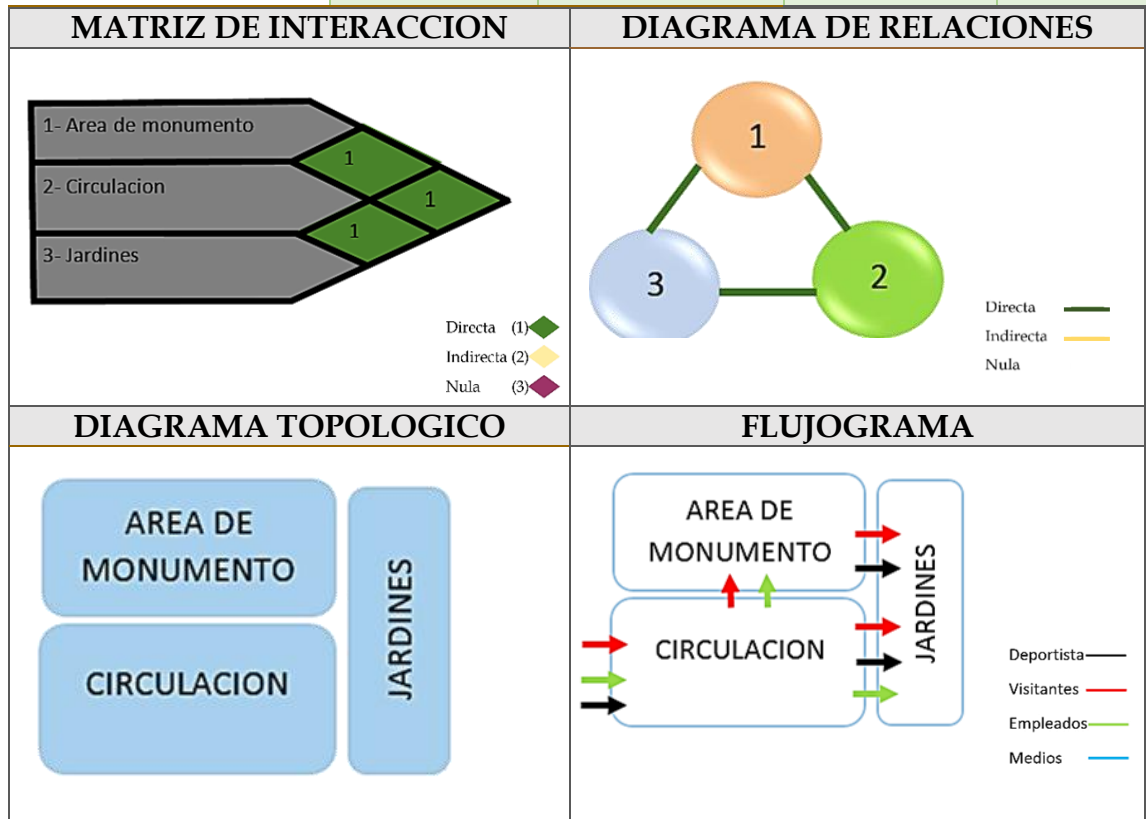 MATRIZ DE INTERACCION
1- Area de monumento
2- Circulacion
3- Jardines
1
1
1
Directa (1)
Indirecta (2)
Nula (3)
DIAGRAMA DE RELACIONES
1
3
2
Directa
Indirecta
Nula
DIAGRAMA TOPOLOGICO
AREA DE
MONUMENTO
CIRCULACION
JARDINES
FLUJOGRAMA
AREA DE
MONUMENTO
CIRCULACION
JARDINES
Deportista
Visitantes
Empleados
Medios